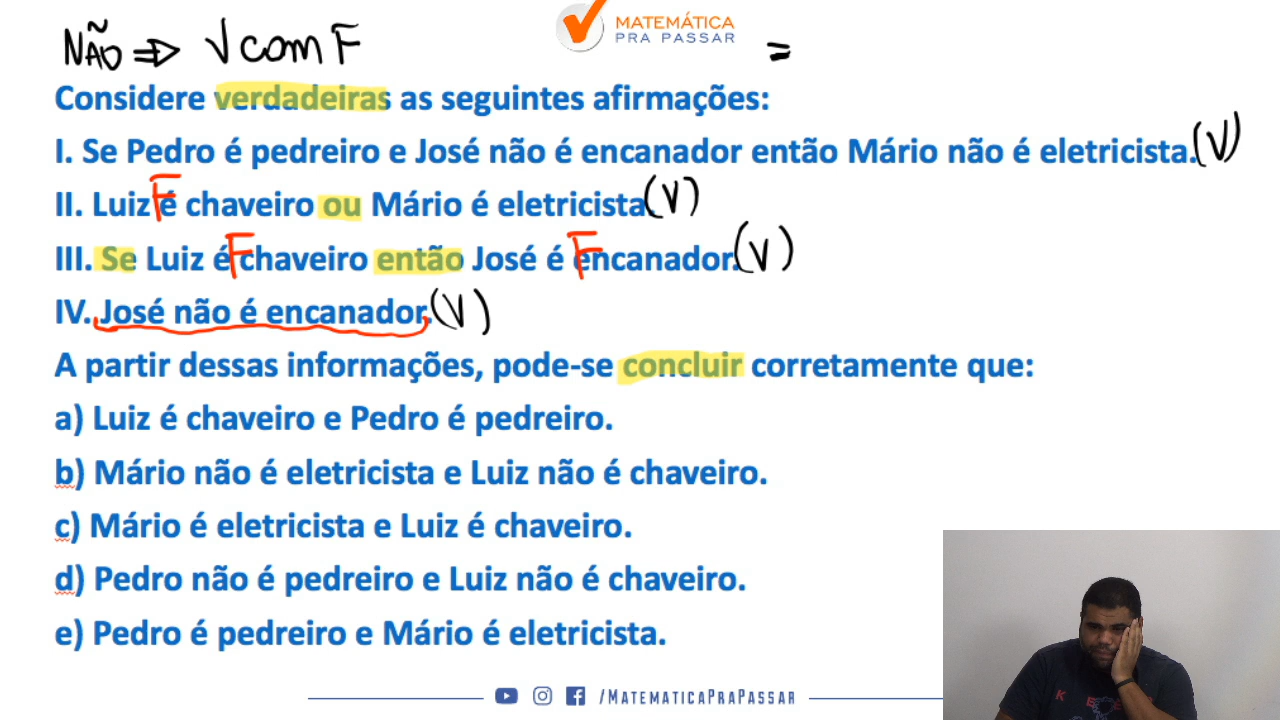 MATEMÁTICA
PRA PASSAR
NÃO => V com F =
Considere verdadeiras as seguintes afirmações:
I. Se Pedro é pedreiro e José não é encanador então Mário não é eletricista. (V)
II. Luiz é chaveiro ou Mário é eletricista. (V)
F
III. Se Luiz é chaveiro então José é encanador. (V)
F F
IV. José não é encanador. (V)
A partir dessas informações, pode-se concluir corretamente que:
a) Luiz é chaveiro e Pedro é pedreiro.
b) Mário não é eletricista e Luiz não é chaveiro.
c) Mário é eletricista e Luiz é chaveiro.
d) Pedro não é pedreiro e Luiz não é chaveiro.
e) Pedro é pedreiro e Mário é eletricista.
/MATEMATICAPRAPASSAR